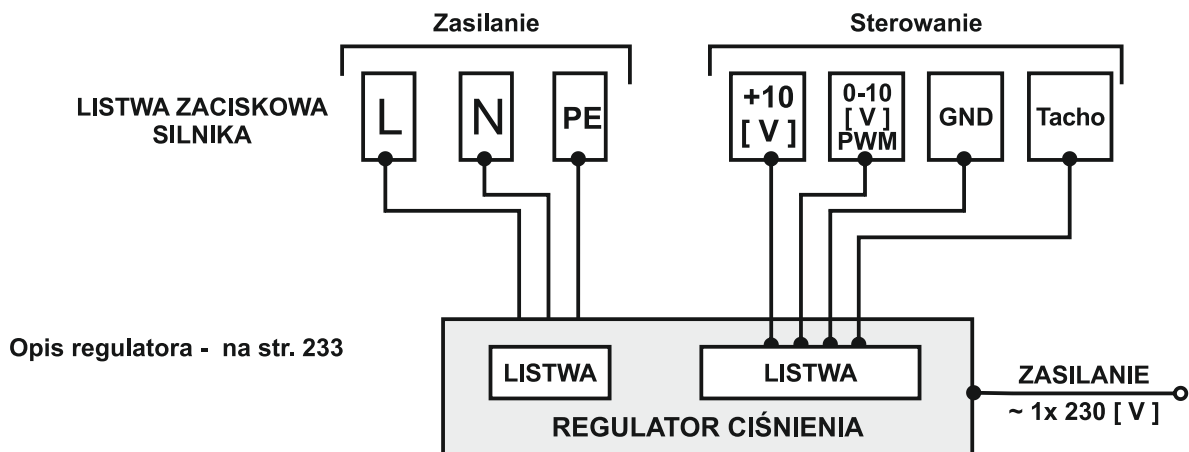 Zasilanie
Sterowanie
LISTWA ZACISKOWA
SILNIKA
L
N
PE
+10
[ V ]
0-10
[ V ]
PWM
GND
Tacho
Opis regulatora - na str. 233
LISTWA
LISTWA
REGULATOR CIŚNIENIA
ZASILANIE
~ 1x 230 [ V ]